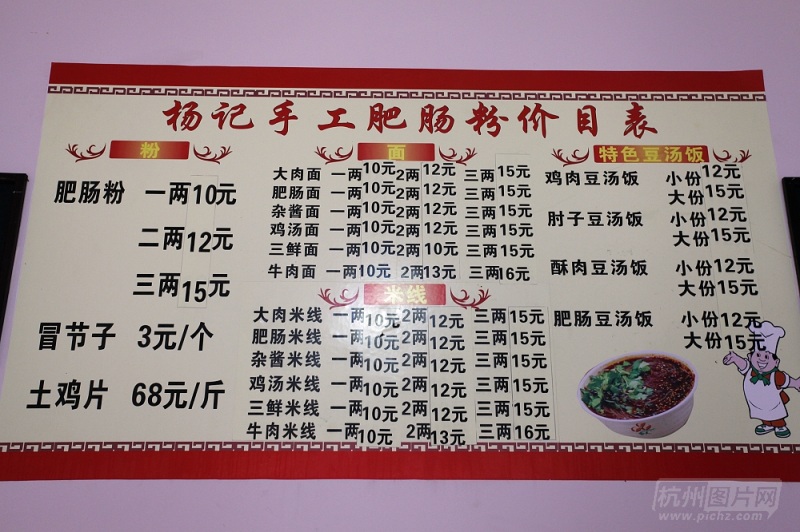 杨记手工肥肠粉价目表
粉
肥肠粉 一两10元
二两12元
三两15元
冒节子 3元/个
土鸡片 68元/斤
面
大肉面 一两10元 2两12元 三两15元
肥肠面 一两10元 2两12元 三两15元
杂酱面 一两10元 2两12元 三两15元
鸡汤面 一两10元 2两12元 三两15元
三鲜面 一两10元 2两10元 三两15元
牛肉面 一两10元 2两13元 三两16元
米线
大肉米线 一两10元 2两12元 三两15元
肥肠米线 一两10元 2两12元 三两15元
杂酱米线 一两10元 2两12元 三两15元
鸡汤米线 一两10元 2两12元 三两15元
三鲜米线 一两10元 2两12元 三两15元
牛肉米线 一两10元 2两13元 三两16元
特色豆汤饭
鸡肉豆汤饭 小份12元
大份15元
肘子豆汤饭 小份12元
大份15元
酥肉豆汤饭 小份12元
大份15元
肥肠豆汤饭 小份12元
大份15元
杭州图片网
www.pichz.com